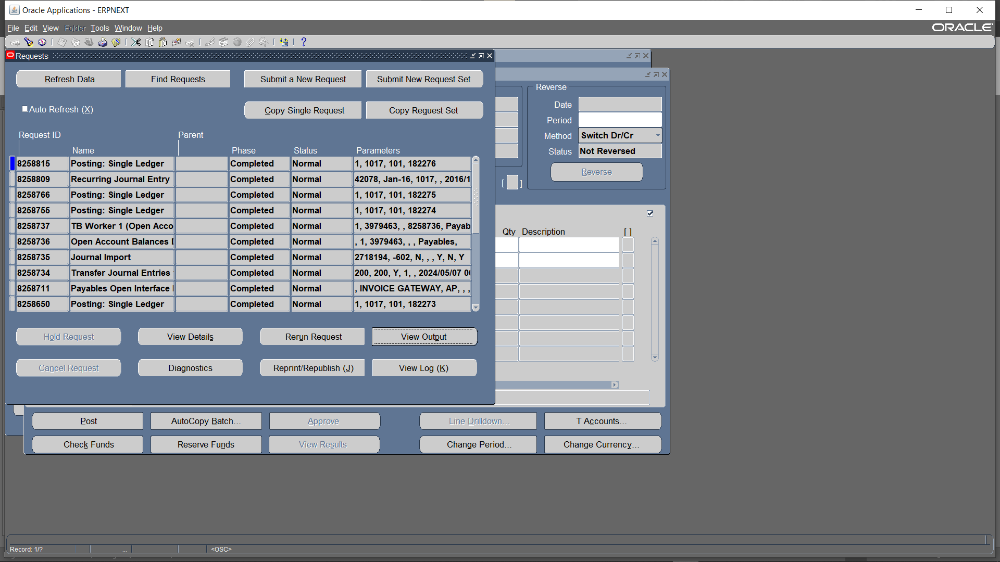 Oracle Applications - ERPNEXT
File Edit View Folder Tools Window Help
ORACLE
Requests
Refresh Data
Find Requests
Submit a New Request
Submit New Request Set
Auto Refresh (X)
Copy Single Request
Copy Request Set
Request ID
Parent
Name
Phase
Status
Parameters
8258815 Posting: Single Ledger Completed Normal 1, 1017, 101, 182276
8258809 Recurring Journal Entry Completed Normal 42078, Jan-16, 1017, , 2016/1
8258766 Posting: Single Ledger Completed Normal 1, 1017, 101, 182275
8258755 Posting: Single Ledger Completed Normal 1, 1017, 101, 182274
8258737 TB Worker 1 (Open Acco Completed Normal 1, 3979463, , 8258736, Payab
8258736 Open Account Balances Completed Normal , 1, 3979463, , , Payables,
8258735 Journal Import Completed Normal 2718194, -602, N, , , Y, N, Y
8258734 Transfer Journal Entries Completed Normal 200, 200, Y, 1, , 2024/05/07 0
8258711 Payables Open Interface Completed Normal , INVOICE GATEWAY, AP, , ,
8258650 Posting: Single Ledger Completed Normal 1, 1017, 101, 182273
Hold Request
View Details
Rerun Request
View Output
Cancel Request
Diagnostics
Reprint/Republish (J)
View Log (K)
Reverse
Date
Period
Method Switch Dr/Cr
Status Not Reversed
Reverse
[ ]
Qty Description [ ]
Post
AutoCopy Batch...
Approve
Line Drilldown...
T Accounts...
Check Funds
Reserve Funds
View Results
Change Period...
Change Currency...
Record: 1/? ... <OSC>